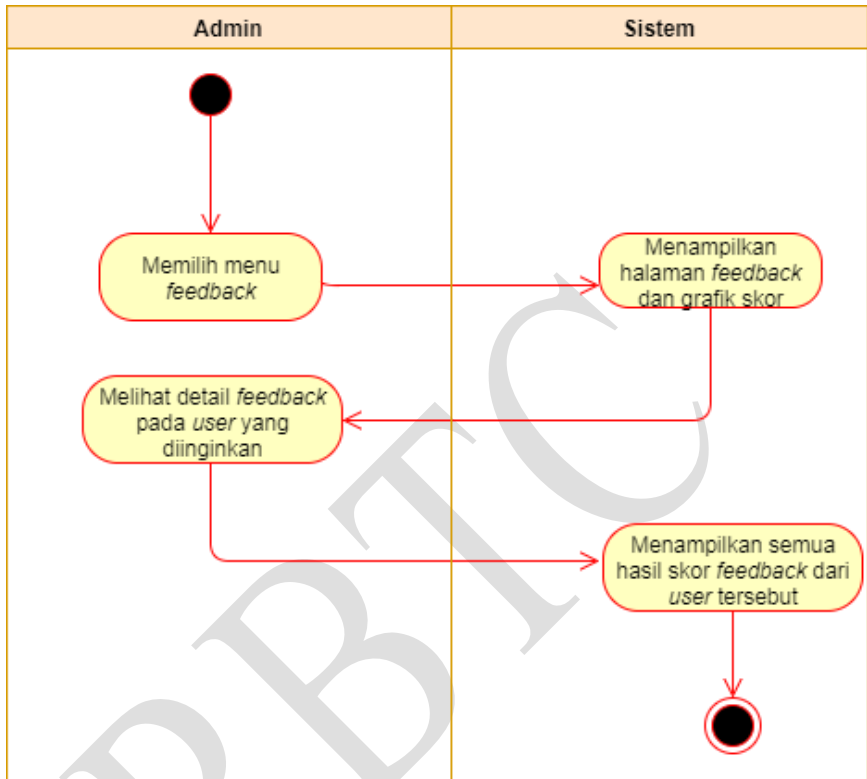 Admin
Sistem
Memilih menu
feedback
Menampilkan
halaman feedback
dan grafik skor
Melihat detail feedback
pada user yang
diinginkan
Menampilkan semua
hasil skor feedback dari
user tersebut
PBTC